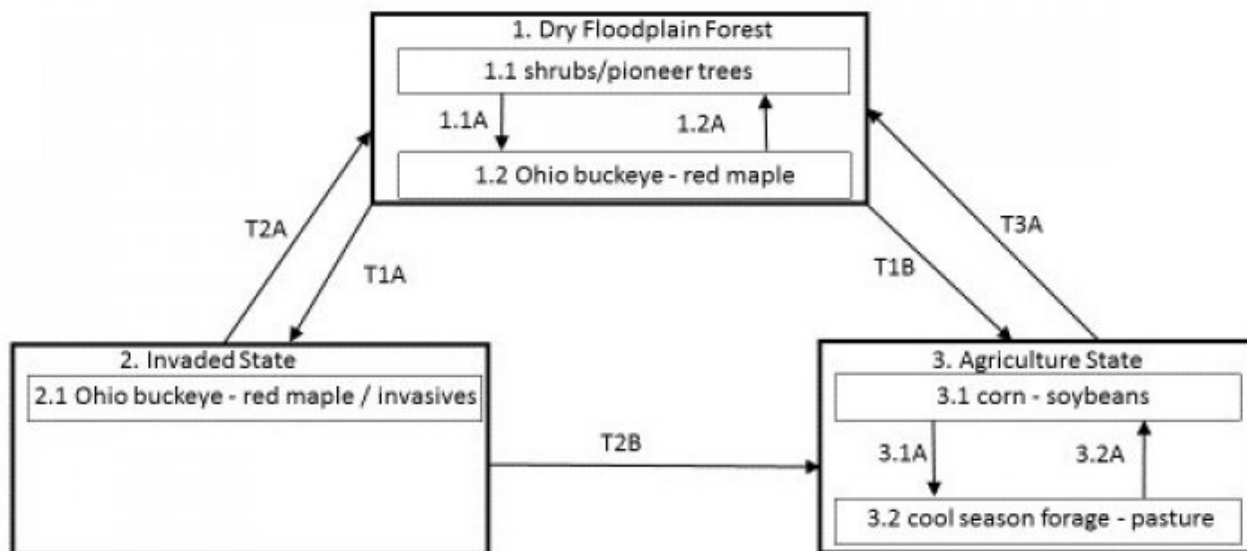 1. Dry Floodplain Forest
1.1 shrubs/pioneer trees
1.1A
1.2A
1.2 Ohio buckeye - red maple
T2A
T1A
T1B
T3A
2. Invaded State
2.1 Ohio buckeye - red maple / invasives
T2B
3. Agriculture State
3.1 corn - soybeans
3.1A
3.2A
3.2 cool season forage - pasture